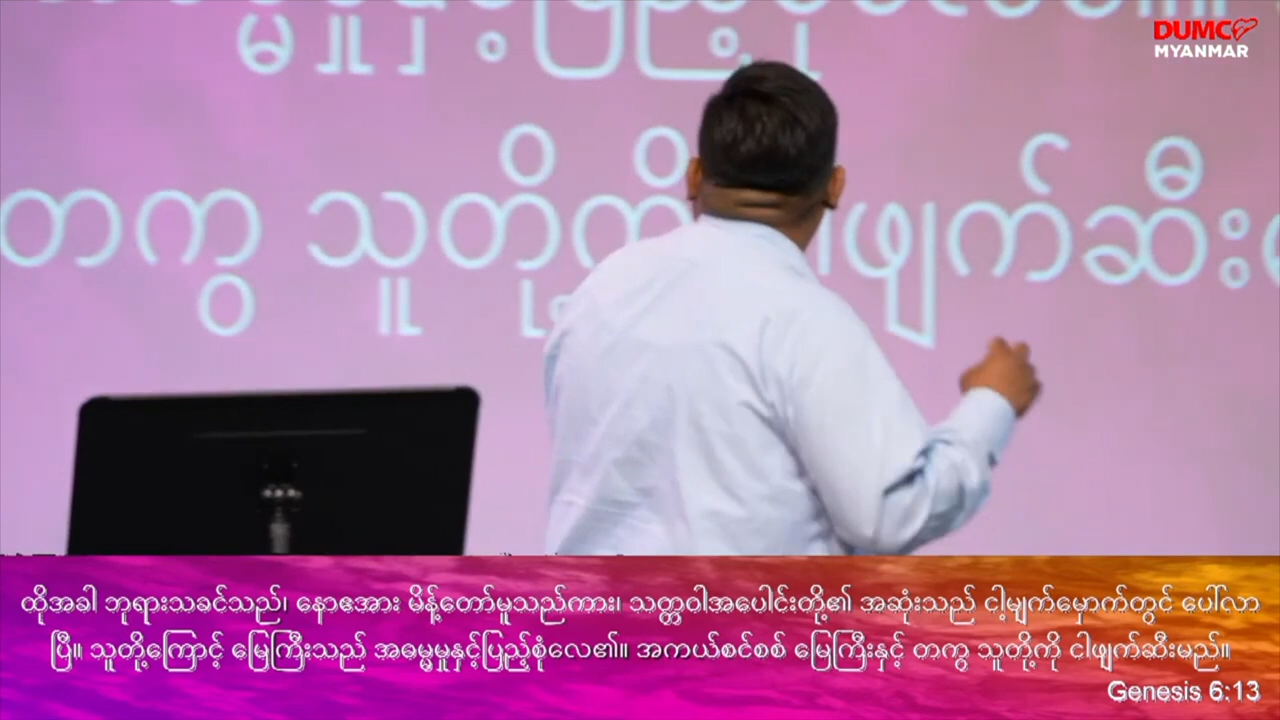 DUMC
MYANMAR
တကွ သူတို့ကို ငါဖျက်ဆီး
ထိုအခါ ဘုရားသခင်သည်၊ နောဧအား မိန့်တော်မူသည်ကား၊ သတ္တဝါအပေါင်းတို့၏ အဆုံးသည် ငါ့မျက်မှောက်တွင် ပေါ်လာ
ပြီ။ သူတို့ကြောင့် မြေကြီးသည် အဓမ္မမှုနှင့်ပြည့်စုံလေ၏။ အကယ်စင်စစ် မြေကြီးနှင့် တကွ သူတို့ကို ငါဖျက်ဆီးမည်။
Genesis 6:13